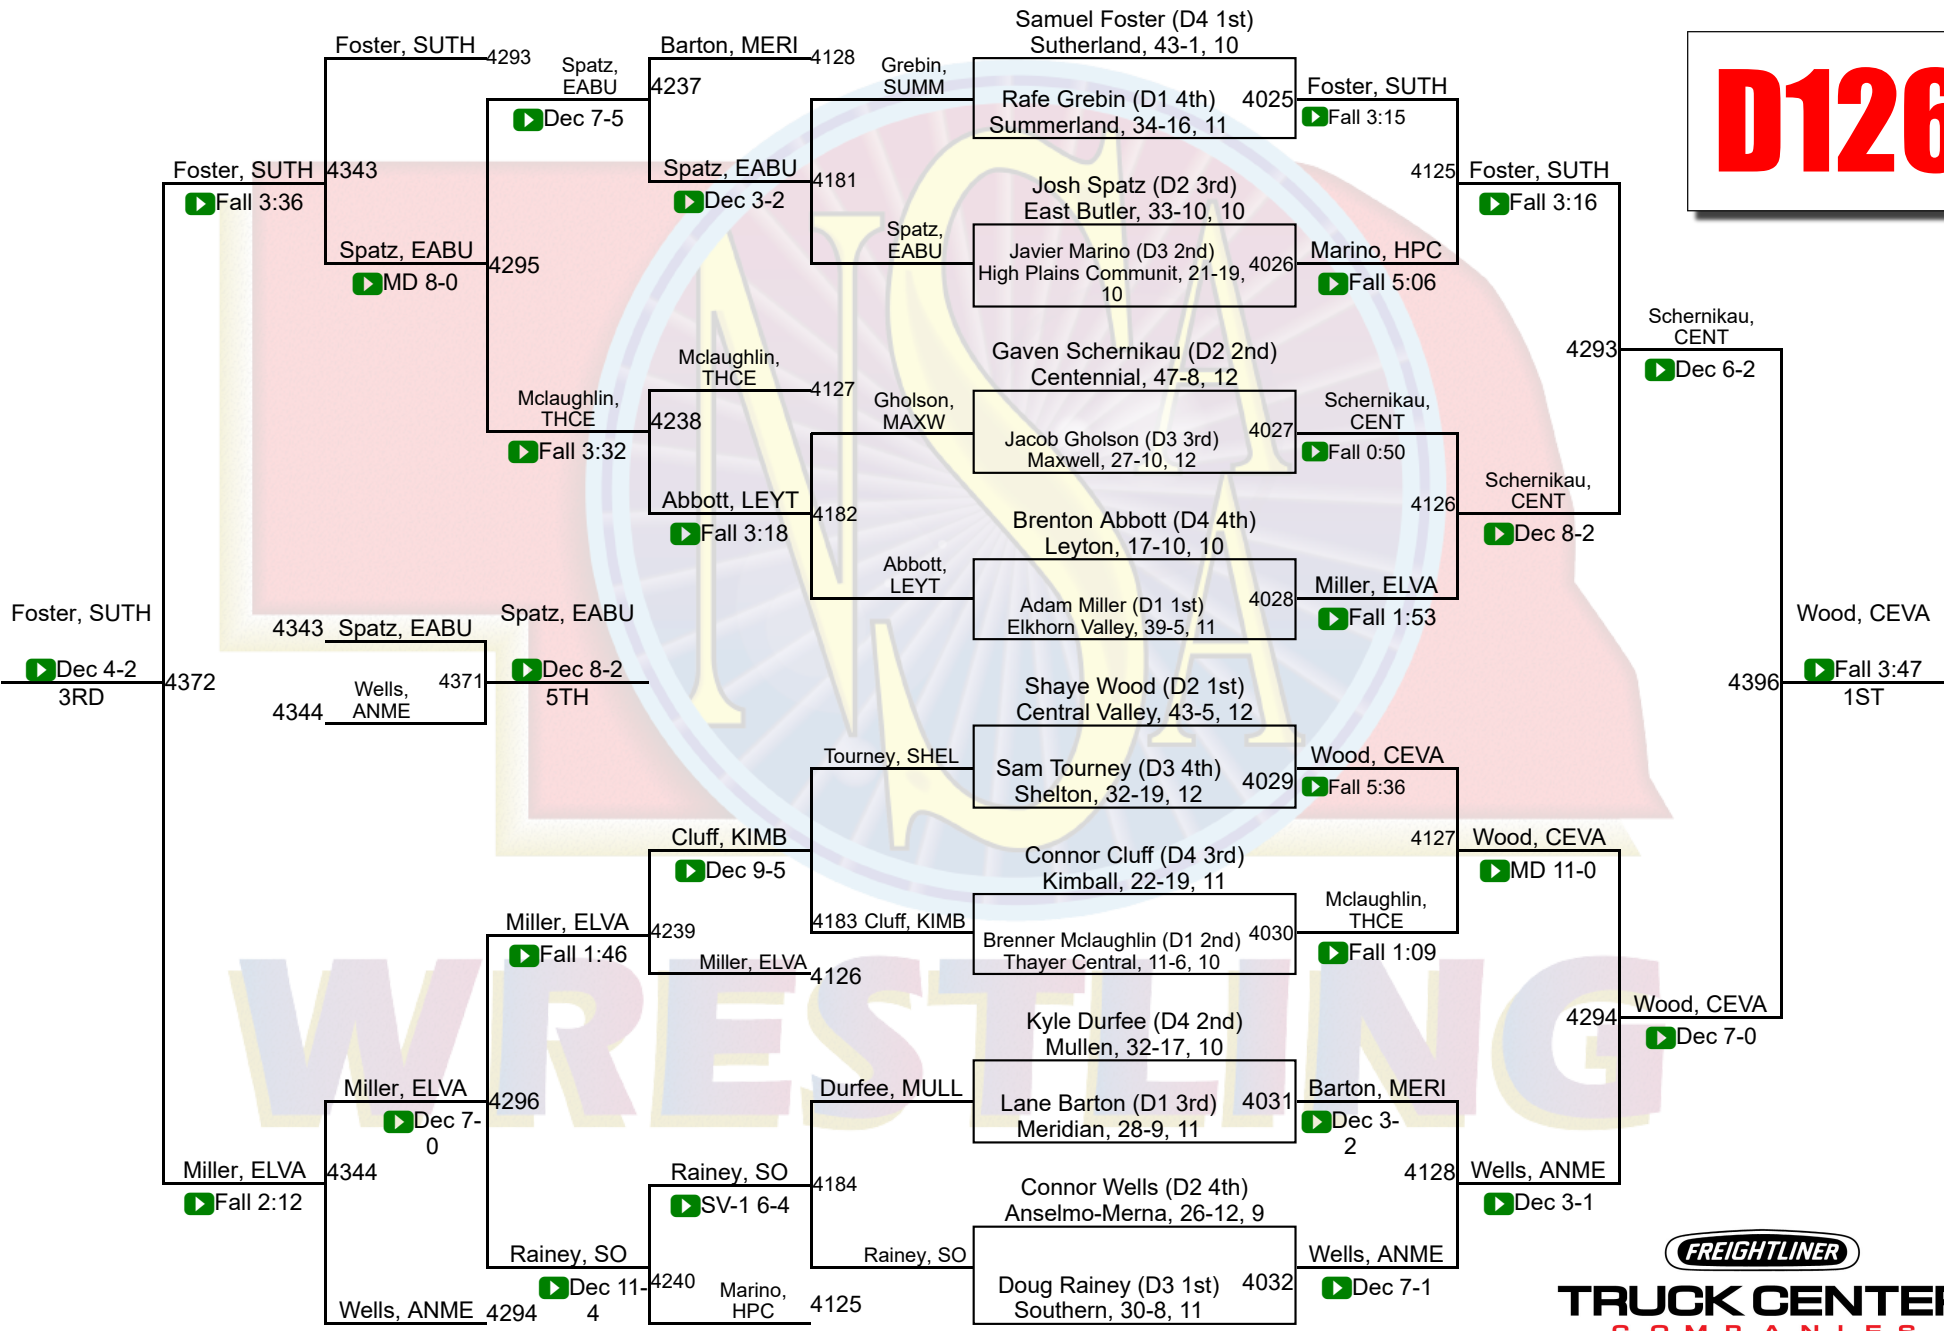 Samuel Foster (D4 1st)
Sutherland, 43-1, 10
Rafe Grebin (D1 4th)
Summerland, 34-16, 11
4025
Josh Spatz (D2 3rd)
East Butler, 33-10, 10
Javier Marino (D3 2nd)
High Plains Communit, 21-19,
10
4026
Gaven Schernikau (D2 2nd)
Centennial, 47-8, 12
Jacob Gholson (D3 3rd)
Maxwell, 27-10, 12
4027
Brenton Abbott (D4 4th)
Leyton, 17-10, 10
Adam Miller (D1 1st)
Elkhorn Valley, 39-5, 11
4028
Shaye Wood (D2 1st)
Central Valley, 43-5, 12
Sam Tourney (D3 4th)
Shelton, 32-19, 12
4029
Connor Cluff (D4 3rd)
Kimball, 22-19, 11
Brenner Mclaughlin (D1 2nd)
Thayer Central, 11-6, 10
4030
Kyle Durfee (D4 2nd)
Mullen, 32-17, 10
Lane Barton (D1 3rd)
Meridian, 28-9, 11
4031
Connor Wells (D2 4th)
Anselmo-Merna, 26-12, 9
Doug Rainey (D3 1st)
Southern, 30-8, 11
4032
Foster, SUTH
Fall 3:15
4125
Marino, HPC
Fall 5:06
Schernikau,
CENT
Fall 0:50
4126
Miller, ELVA
Fall 1:53
Wood, CEVA
Fall 5:36
4127
Mclaughlin,
THCE
Fall 1:09
Barton, MERI
Dec 3-
2
4128
Wells, ANME
Dec 7-1
Foster, SUTH
Fall 3:16
4293
Schernikau,
CENT
Dec 8-2
Wood, CEVA
MD 11-0
4294
Wells, ANME
Dec 3-1
Schernikau,
CENT
Dec 6-2
4396
Wood, CEVA
Dec 7-0
Wood, CEVA
Fall 3:47
1ST
Grebin,
SUMM
4181
Spatz,
EABU
Gholson,
MAXW
4182
Abbott,
LEYT
Tourney, SHEL
4183 Cluff, KIMB
Durfee, MULL
4184
Rainey, SO
Barton, MERI
4128
4237
Spatz, EABU
Dec 3-2
Mclaughlin,
THCE
4127
4238
Abbott, LEYT
Fall 3:18
Cluff, KIMB
Dec 9-5
4239
Miller, ELVA
4126
Rainey, SO
SV-1 6-4
4240
Marino,
HPC
4125
Spatz,
EABU
Dec 7-5
4295
Mclaughlin,
THCE
Fall 3:32
Miller, ELVA
Fall 1:46
4296
Rainey, SO
Dec 11-
4
Foster, SUTH
4293
4343
Spatz, EABU
MD 8-0
Miller, ELVA
Dec 7-
0
4344
Wells, ANME
4294
Foster, SUTH
Fall 3:36
4372
Miller, ELVA
Fall 2:12
Foster, SUTH
Dec 4-2
3RD
4343 Spatz, EABU
4371
4344
Wells,
ANME
Spatz, EABU
Dec 8-2
5TH
D126
NSAA
WRESTLING
FREIGHTLINER
TRUCK CENTER
COMPANIES